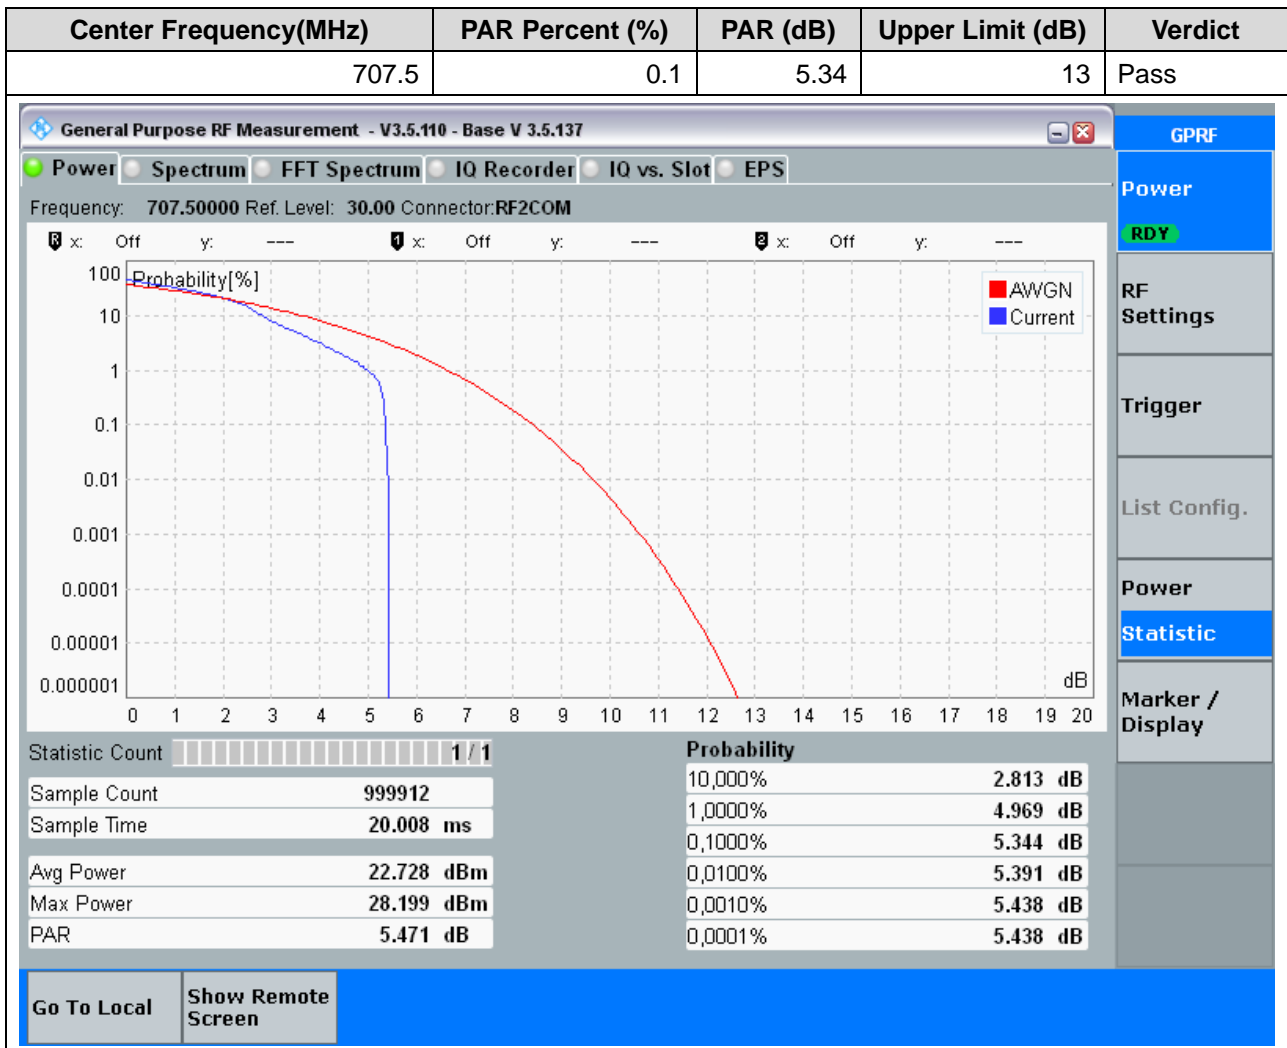 Center Frequency(MHz) PAR Percent (%) PAR (dB) Upper Limit (dB) Verdict
707.5 0.1 5.34 13 Pass
General Purpose RF Measurement - V3.5.110 - Base V 3.5.137
GPRF
Power Spectrum FFT Spectrum IQ Recorder IQ vs. Slot EPS
Frequency: 707.50000 Ref. Level: 30.00 Connector:RF2COM
R x: Off y: --- 1 x: Off y: --- 2 x: Off y: ---
Probability[%]
100
10
1
0.1
0.01
0.001
0.0001
0.00001
0.000001
AWGN
Current
dB
0 1 2 3 4 5 6 7 8 9 10 11 12 13 14 15 16 17 18 19 20
Statistic Count 1 / 1
Sample Count 999912
Sample Time 20.008 ms
Avg Power 22.728 dBm
Max Power 28.199 dBm
PAR 5.471 dB
Probability
10,000% 2.813 dB
1,0000% 4.969 dB
0,1000% 5.344 dB
0,0100% 5.391 dB
0,0010% 5.438 dB
0,0001% 5.438 dB
Power
RDY
RF
Settings
Trigger
List Config.
Power
Statistic
Marker /
Display
Go To Local
Show Remote
Screen